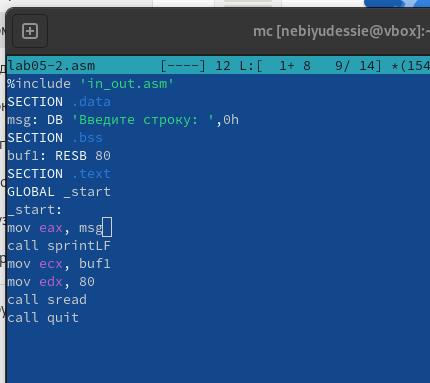 mc [nebiyudessie@vbox]:~
lab05-2.asm [----] 12 L:[ 1+ 8 9/ 14] *(154
%include 'in_out.asm'
SECTION .data
msg: DB 'Введите строку: ',0h
SECTION .bss
buf1: RESB 80
SECTION .text
GLOBAL _start
_start:
mov eax, msg
call sprintLF
mov ecx, buf1
mov edx, 80
call sread
call quit